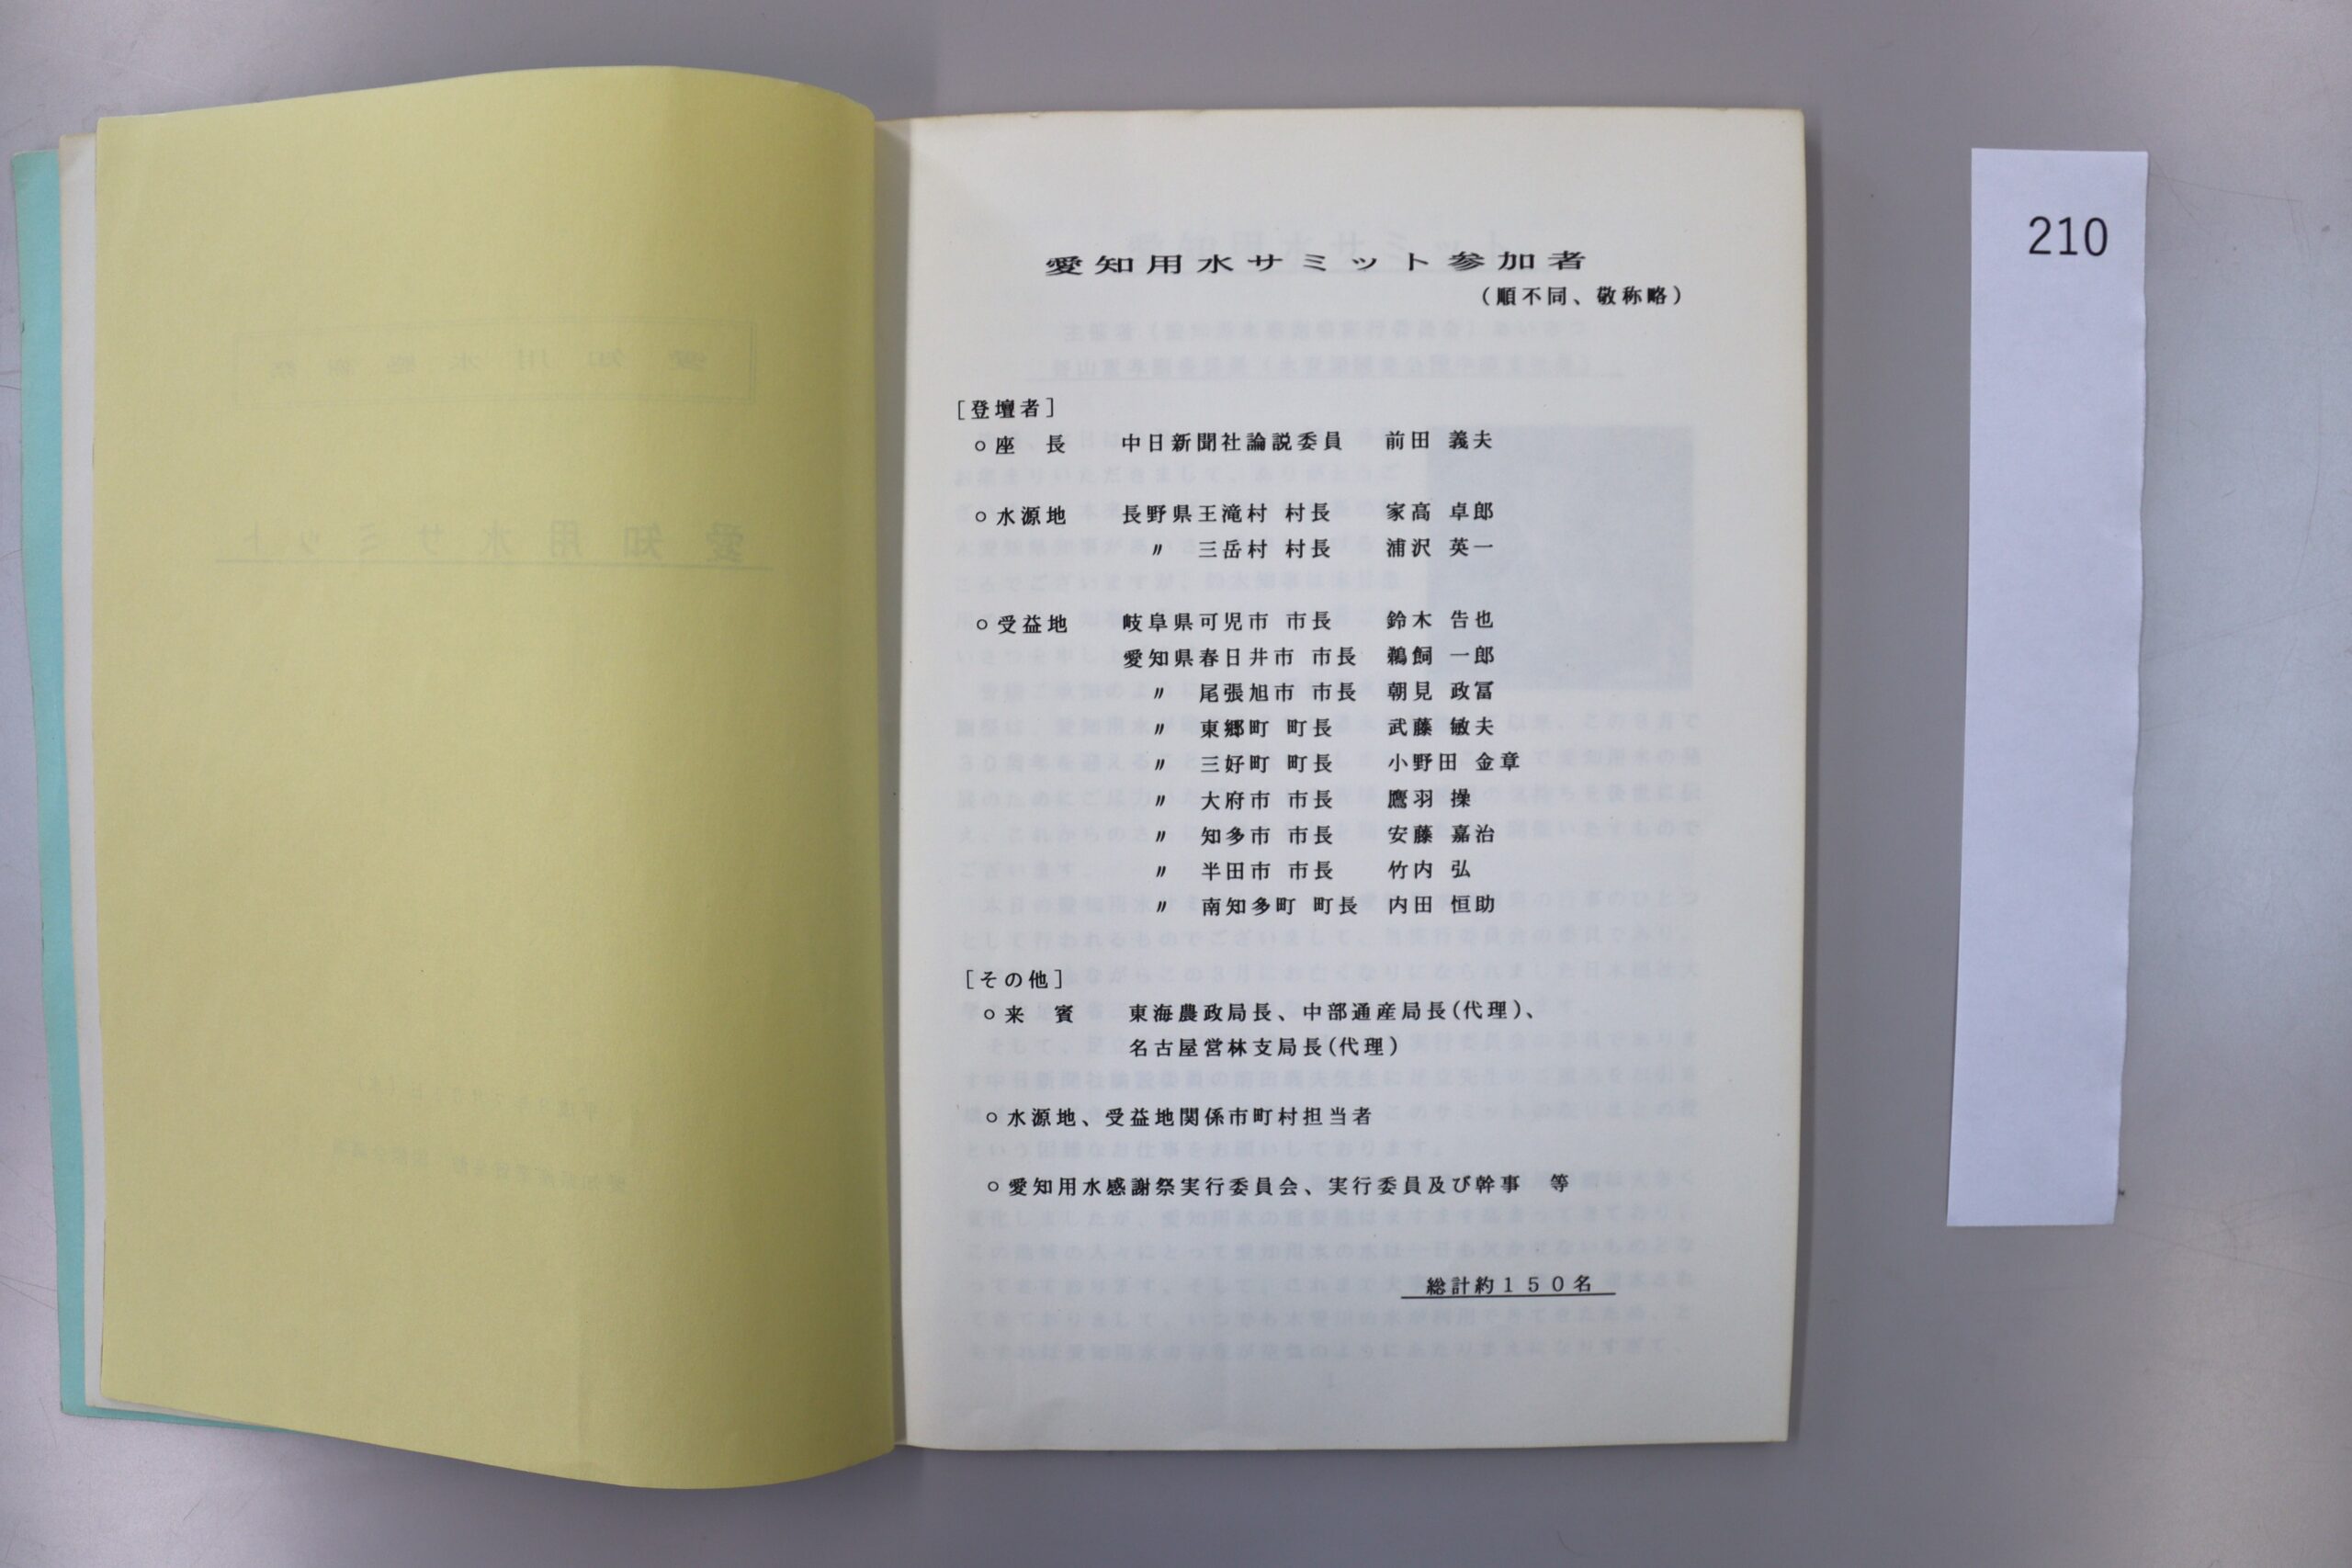 愛知用水サミット参加者
(順不同、敬称略)
[登壇者]
○座　長　中日新聞社論説委員　前田 義夫
○水源地　長野県王滝村 村長　家高 卓郎
〃　三岳村 村長　浦沢 英一
○受益地　岐阜県可児市 市長　鈴木 告也
愛知県春日井市 市長　鵜飼 一郎
〃　尾張旭市 市長　朝見 政冨
〃　東郷町 町長　武藤 敏夫
〃　三好町 町長　小野田 金章
〃　大府市 市長　鷹羽 操
〃　知多市 市長　安藤 嘉治
〃　半田市 市長　竹内 弘
〃　南知多町 町長　内田 恒助
[その他]
○来　賓　東海農政局長、中部通産局長(代理)、
名古屋営林支局長(代理)
○水源地、受益地関係市町村担当者
○愛知用水感謝祭実行委員会、実行委員及び幹事　等
総計約150名
210